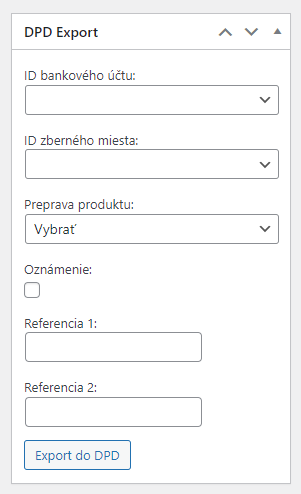 DPD Export
ID bankového účtu:
ID zberného miesta:
Preprava produktu:
Vybrať
Oznámenie:
Referencia 1:
Referencia 2:
Export do DPD